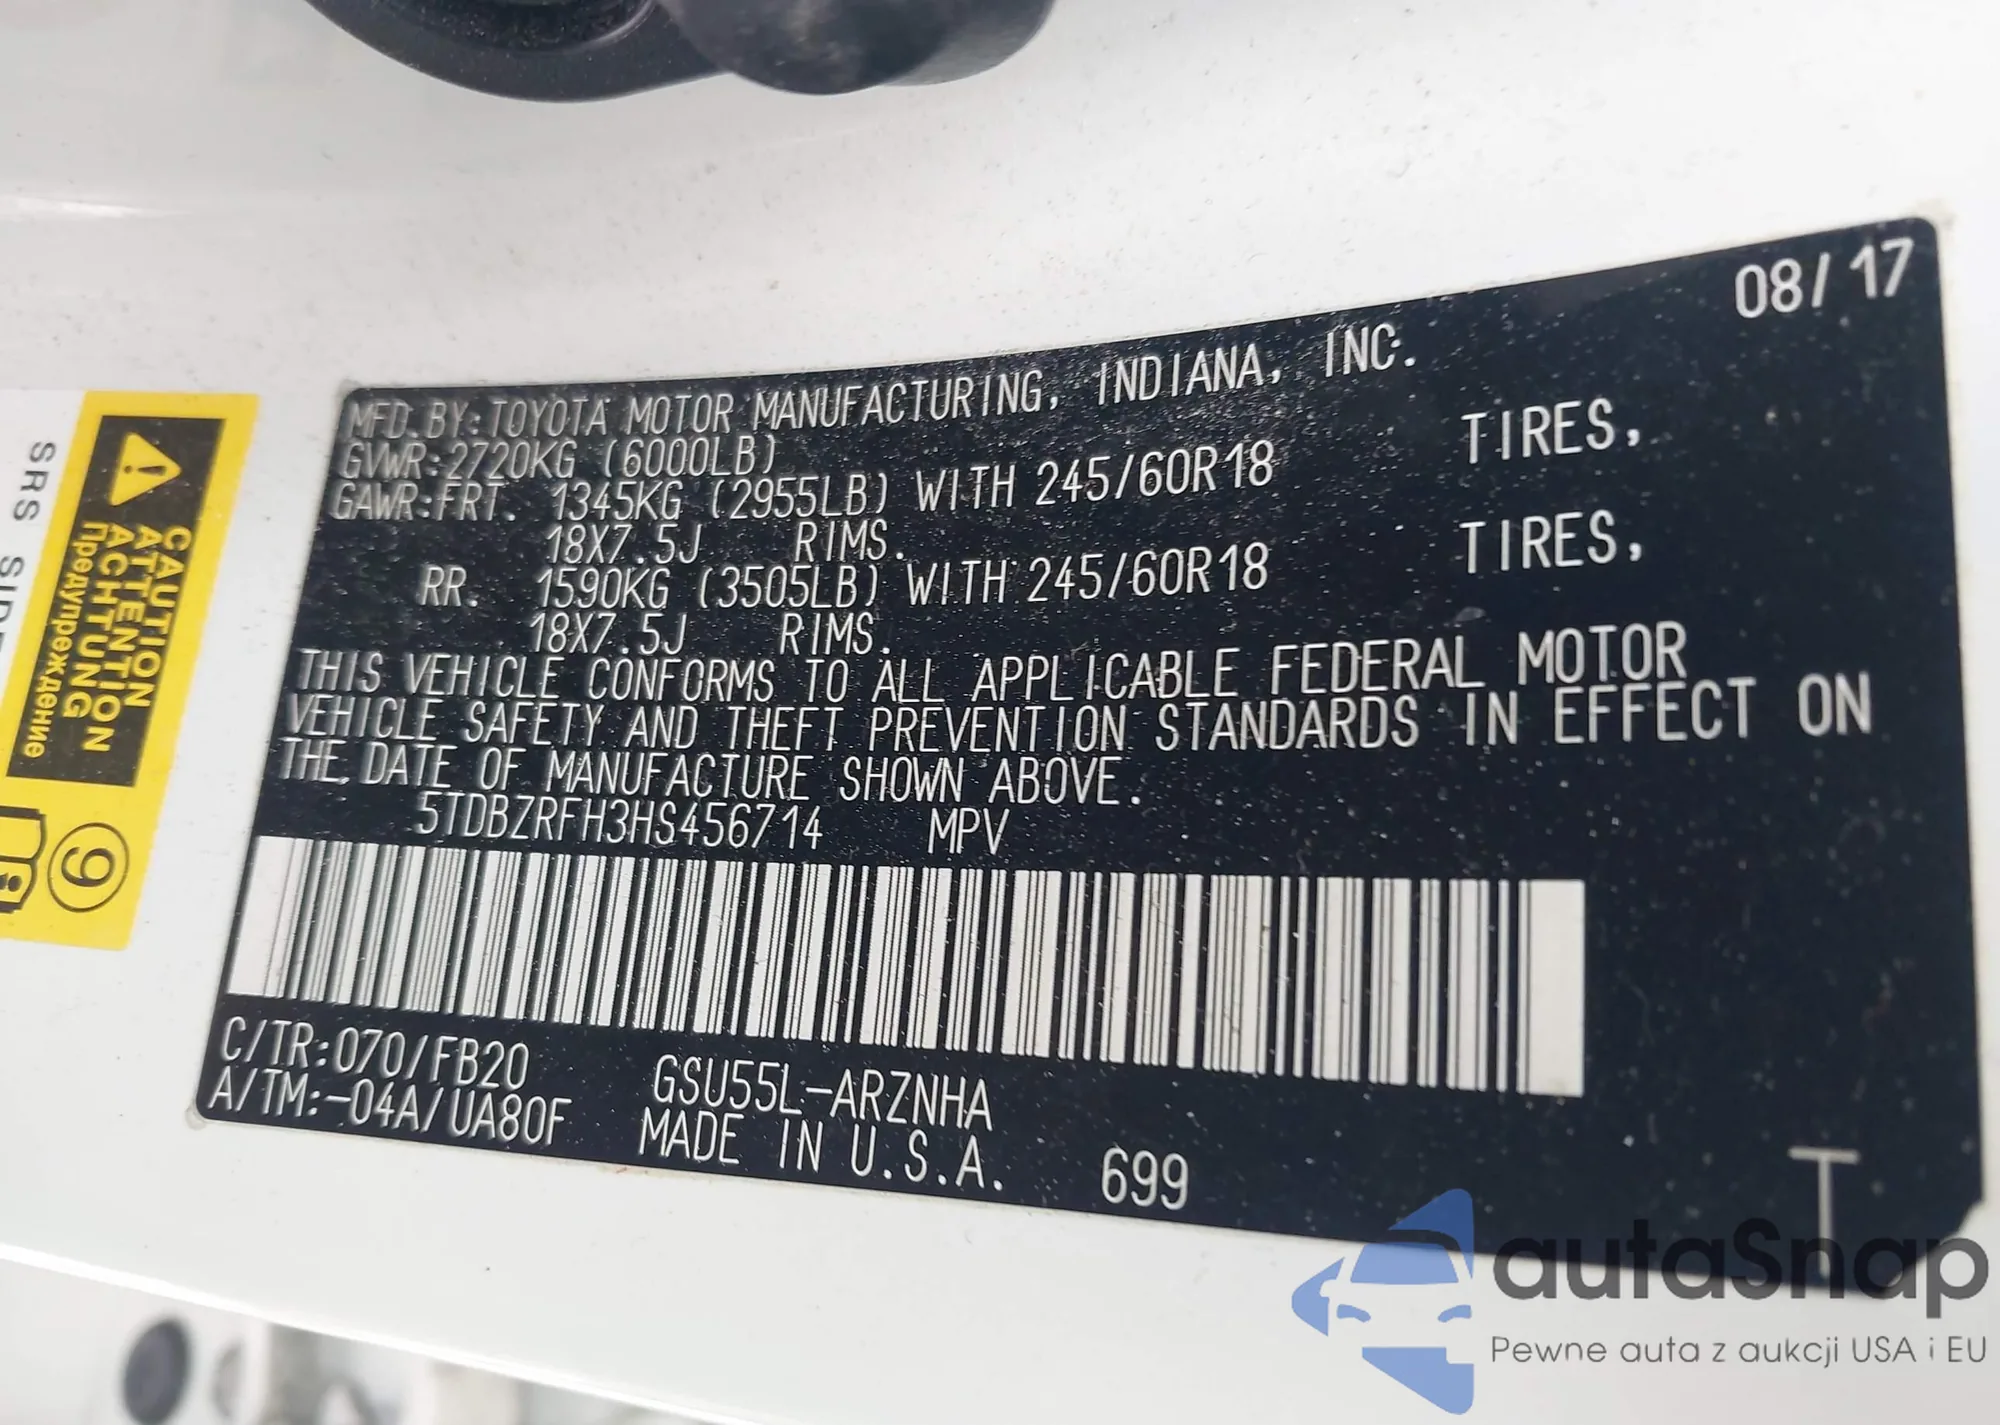 08/17
MFD. BY: TOYOTA MOTOR MANUFACTURING, INDIANA, INC.
GVWR: 2720KG (6000LB)
GAWR: FRT. 1345KG (2955LB) WITH 245/60R18 TIRES,
18X7.5J RIMS.
RR. 1590KG (3505LB) WITH 245/60R18 TIRES,
18X7.5J RIMS.
THIS VEHICLE CONFORMS TO ALL APPLICABLE FEDERAL MOTOR
VEHICLE SAFETY AND THEFT PREVENTION STANDARDS IN EFFECT ON
THE DATE OF MANUFACTURE SHOWN ABOVE.
5TDBZRFH3HS456714 MPV
C/TR: 070/FB20 GSU55L-ARZNHA
A/TM: -04A/UA80F MADE IN U.S.A. 699
T
CAUTION
ATTENTION
ACHTUNG
Предупреждение
9
SRS
autaSnap
Pewne auta z aukcji USA i EU